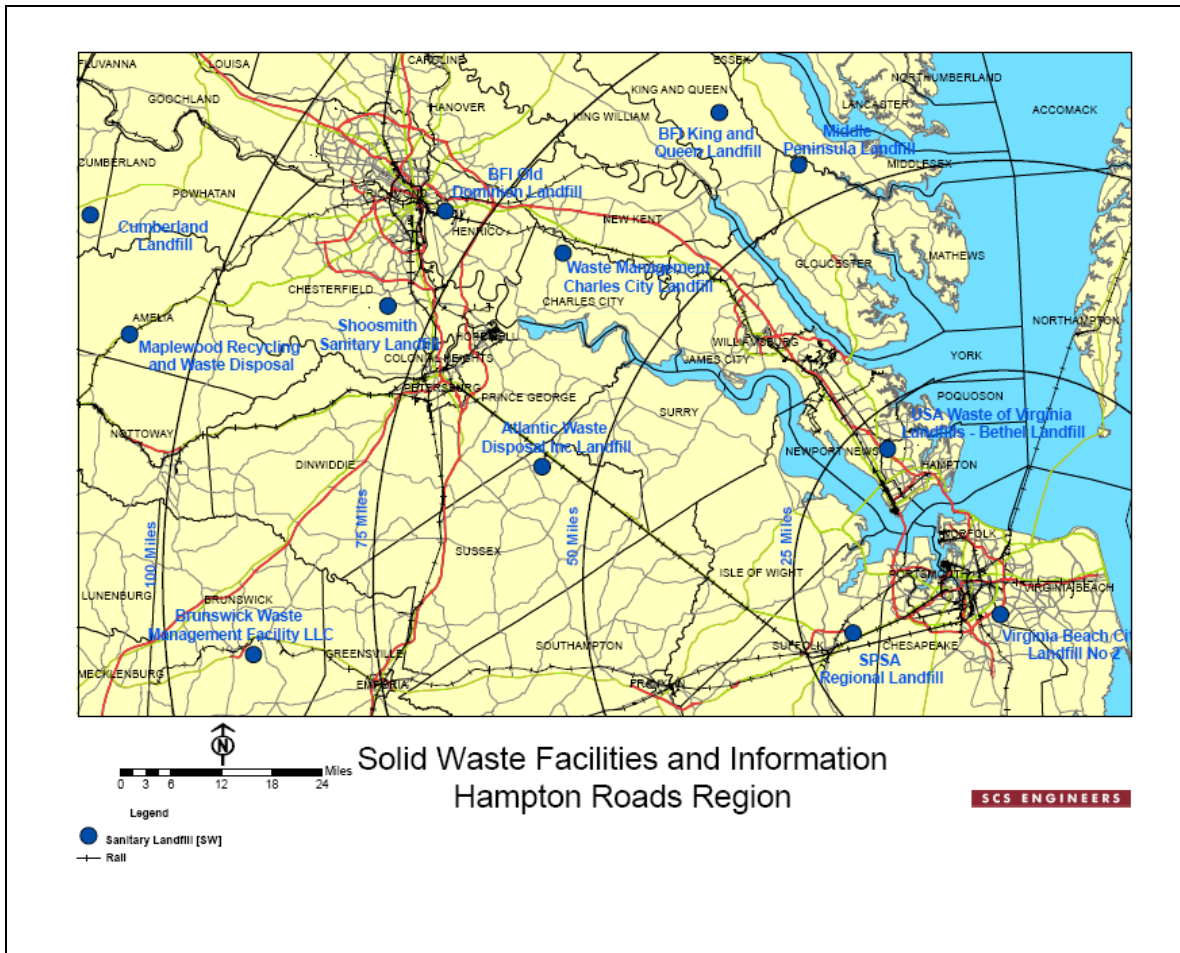 FLUVANNA
LOUISA
CAROLINE
ESSEX
GOOCHLAND
HANOVER
KING AND QUEEN
KING WILLIAM
NORTHUMBERLAND
LANCASTER
ACCOMACK
BFI King and
Queen Landfill
Middle
Peninsula Landfill
MIDDLESEX
CUMBERLAND
POWHATAN
RICHMOND
BFI Old
Dominion Landfill
NEW KENT
HENRICO
Cumberland
Landfill
Waste Management
Charles City Landfill
GLOUCESTER
MATHEWS
CHESTERFIELD
CHARLES CITY
AMELIA
Shoosmith
Sanitary Landfill
HOPEWELL
NORTHAMPTON
Maplewood Recycling
and Waste Disposal
COLONIAL HEIGHTS
WILLIAMSBURG
JAMES CITY
YORK
PETERSBURG
PRINCE GEORGE
SURRY
POQUOSON
USA Waste of Virginia
Landfills - Bethel Landfill
Atlantic Waste
Disposal Inc Landfill
NOTTOWAY
DINWIDDIE
NEWPORT NEWS
HAMPTON
100 Miles
75 Miles
50 Miles
25 Miles
SUSSEX
NORFOLK
ISLE OF WIGHT
PORTSMOUTH
VIRGINIA BEACH
LUNENBURG
BRUNSWICK
Brunswick Waste
Management Facility LLC
GREENSVILLE
SOUTHAMPTON
SUFFOLK
CHESAPEAKE
Virginia Beach City
Landfill No 2
SPSA
Regional Landfill
MECKLENBURG
EMPORIA
FRANKLIN
N
Miles
0 3 6 12 18 24
Solid Waste Facilities and Information
Hampton Roads Region
SCS ENGINEERS
Legend
Sanitary Landfill [SW]
Rail